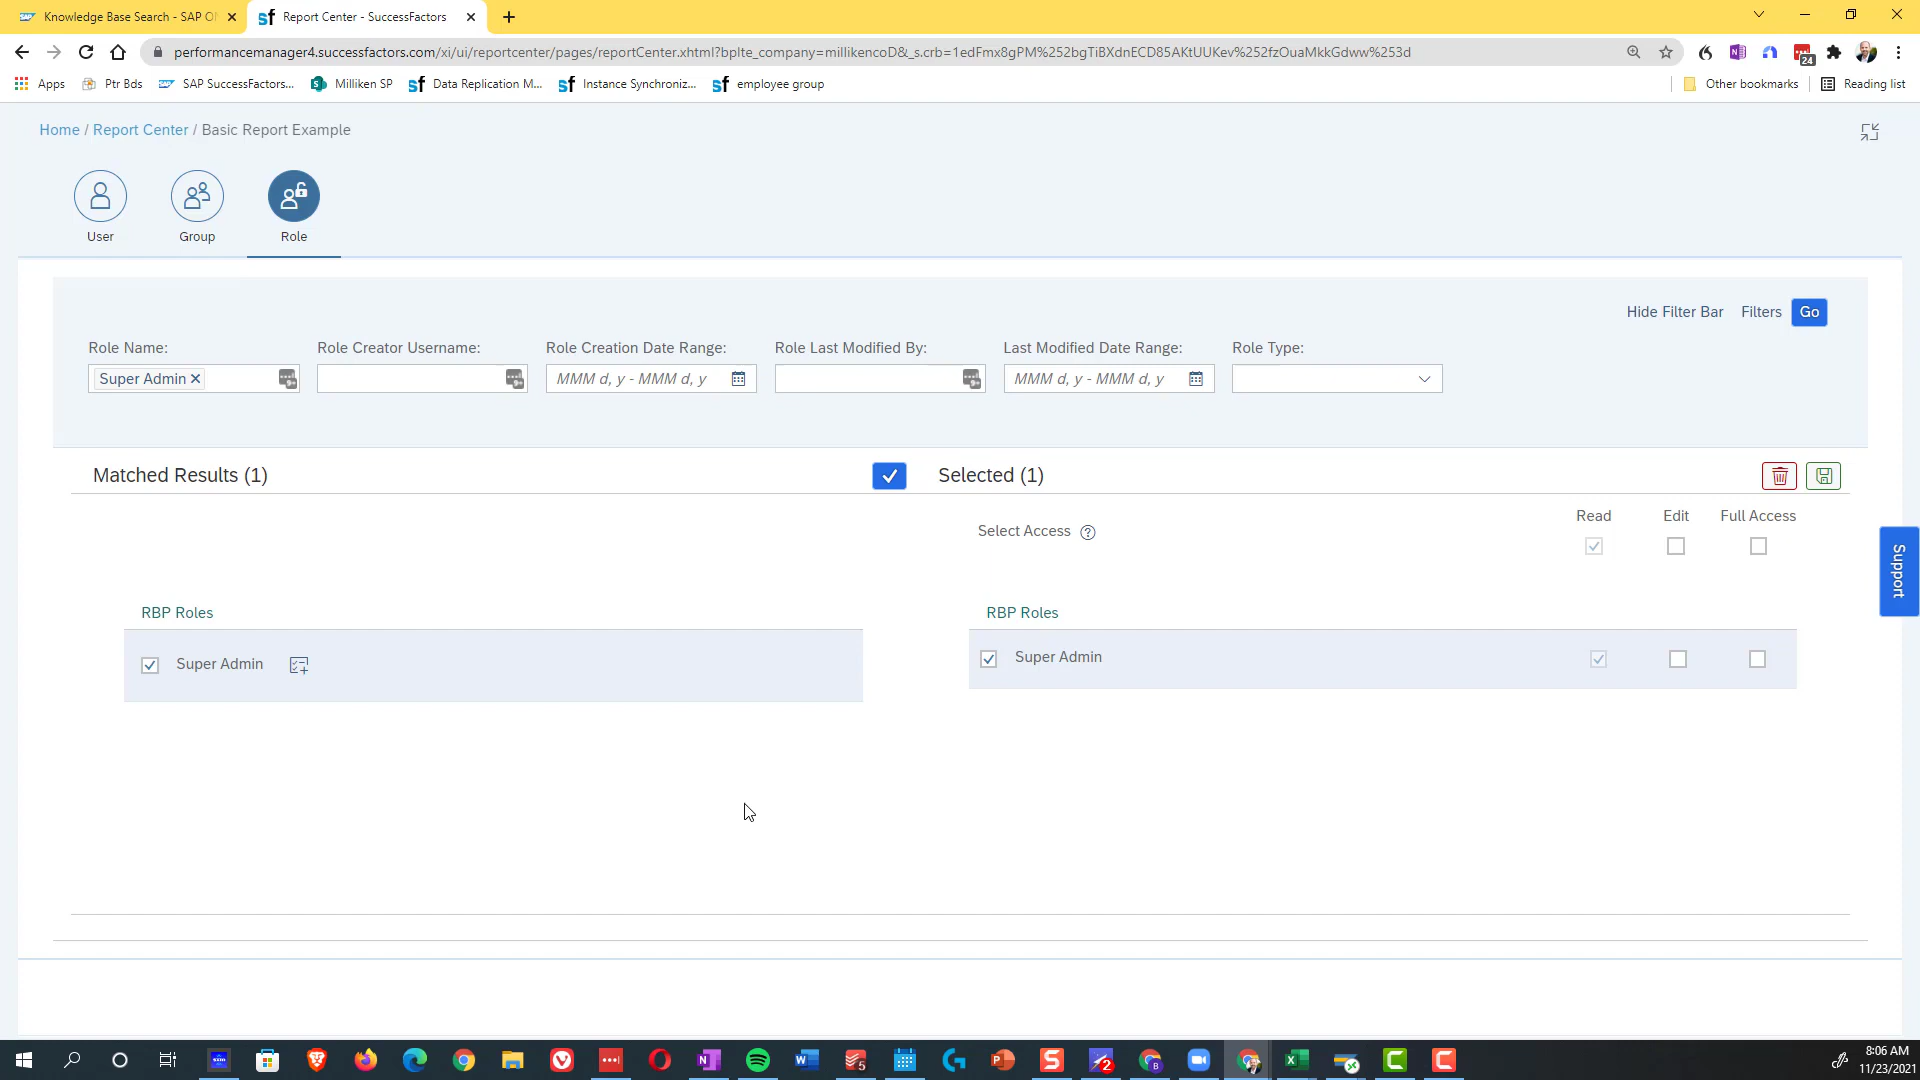 Knowledge Base Search - SAP ON
Report Center - SuccessFactors
performancemanager4.successfactors.com/xi/ui/reportcenter/pages/reportCenter.xhtml?bplte_company=millikencoD&_s.crb=1edFmx8gPM%252bgTiBXdnECD85AKtUUKev%252fzOuaMkkGdww%253d
24
Apps
Ptr Bds
SAP SuccessFactors...
Milliken SP
Data Replication M...
Instance Synchroniz...
employee group
Other bookmarks
Reading list
Home / Report Center / Basic Report Example
User
Group
Role
Hide Filter Bar
Filters
Go
Role Name:
Role Creator Username:
Role Creation Date Range:
Role Last Modified By:
Last Modified Date Range:
Role Type:
Super Admin
MMM d, y - MMM d, y
MMM d, y - MMM d, y
Matched Results (1)
Selected (1)
Select Access
Read
Edit
Full Access
Support
RBP Roles
RBP Roles
Super Admin
Super Admin
8:06 AM
11/23/2021